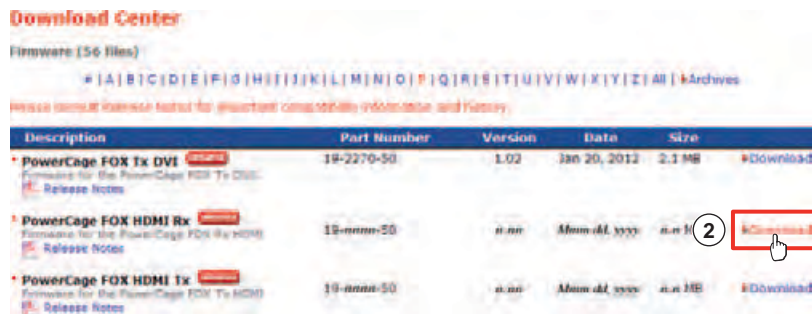 Download Center
Firmware (56 files)
# | A | B | C | D | E | F | G | H | I | J | K | L | M | N | O | P | Q | R | S | T | U | V | W | X | Y | Z | All | Archives
Please consult Release Notes for important compatibility information and history.
Description Part Number Version Date Size
PowerCage FOX Tx DVI 19-2270-50 1.02 Jan 20, 2012 2.1 MB Download
Firmware for the PowerCage FOX Tx DVI.
Release Notes
PowerCage FOX HDMI Rx 19-nnnn-50 n.nn Mmm dd, yyyy n.n 2 Download
Firmware for the PowerCage FOX Rx HDMI
Release Notes
PowerCage FOX HDMI Tx 19-nnnn-50 n.nn Mmm dd, yyyy n.n MB Download
Firmware for the PowerCage FOX Tx HDMI
Release Notes